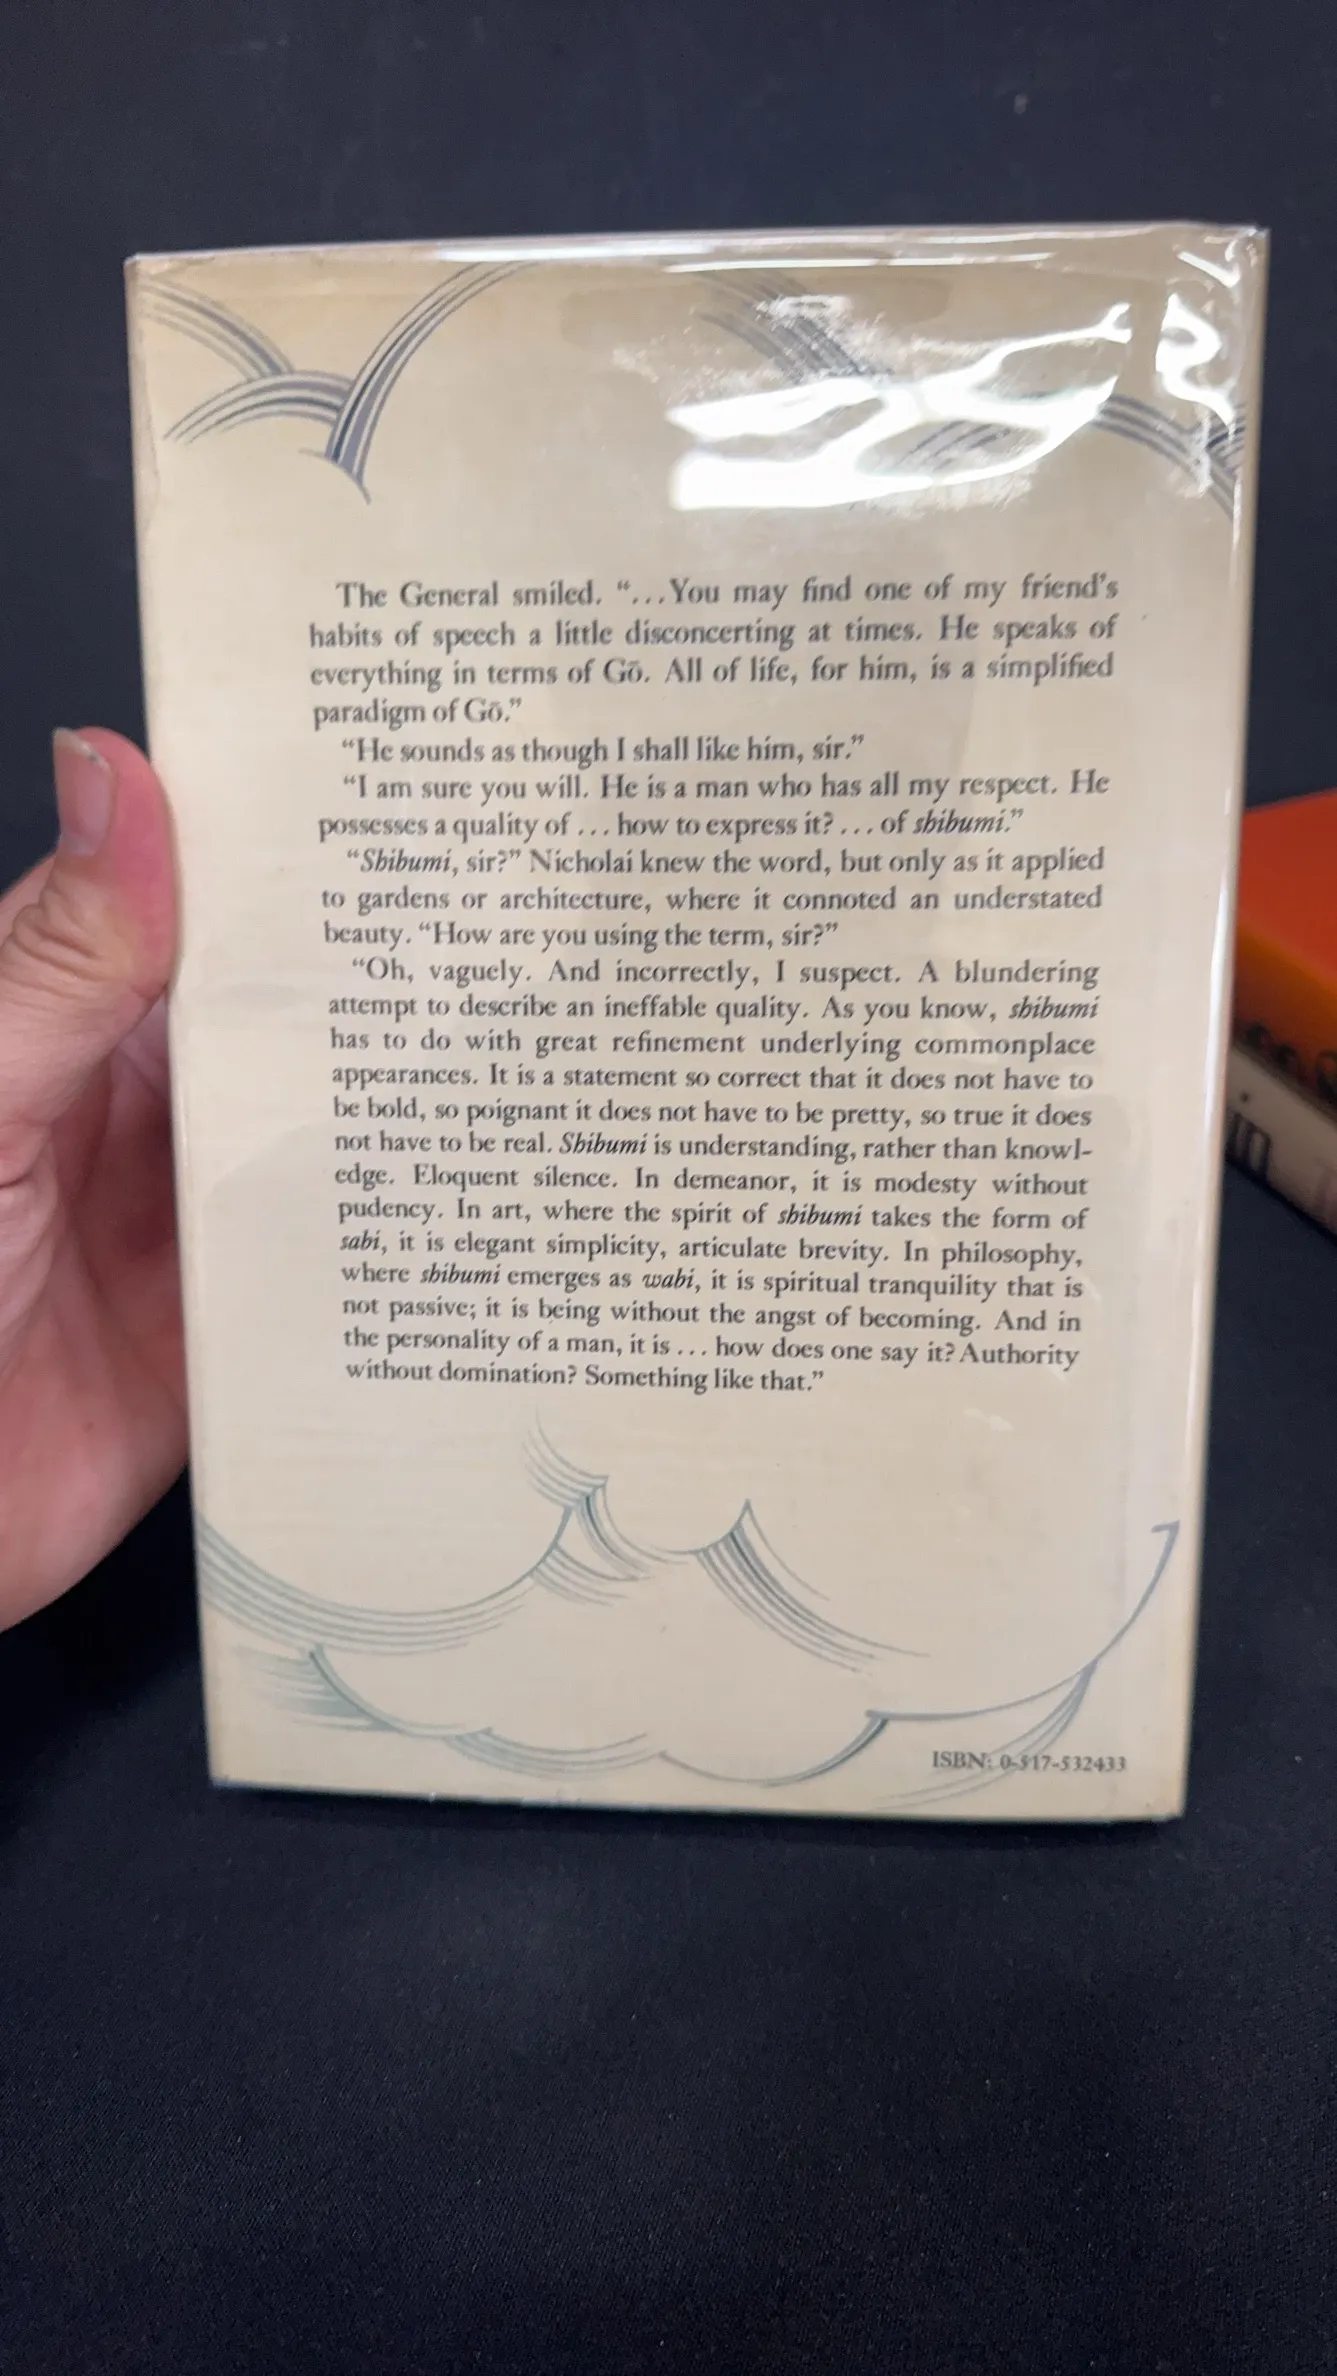 The General smiled. “...You may find one of my friend’s
habits of speech a little disconcerting at times. He speaks of
everything in terms of Gō. All of life, for him, is a simplified
paradigm of Gō.”
“He sounds as though I shall like him, sir.”
“I am sure you will. He is a man who has all my respect. He
possesses a quality of ... how to express it? ... of shibumi.”
“Shibumi, sir?” Nicholai knew the word, but only as it applied
to gardens or architecture, where it connoted an understated
beauty. “How are you using the term, sir?”
“Oh, vaguely. And incorrectly, I suspect. A blundering
attempt to describe an ineffable quality. As you know, shibumi
has to do with great refinement underlying commonplace
appearances. It is a statement so correct that it does not have to
be bold, so poignant it does not have to be pretty, so true it does
not have to be real. Shibumi is understanding, rather than knowl-
edge. Eloquent silence. In demeanor, it is modesty without
pudency. In art, where the spirit of shibumi takes the form of
sabi, it is elegant simplicity, articulate brevity. In philosophy,
where shibumi emerges as wabi, it is spiritual tranquility that is
not passive; it is being without the angst of becoming. And in
the personality of a man, it is ... how does one say it? Authority
without domination? Something like that.”
ISBN: 0-517-532433